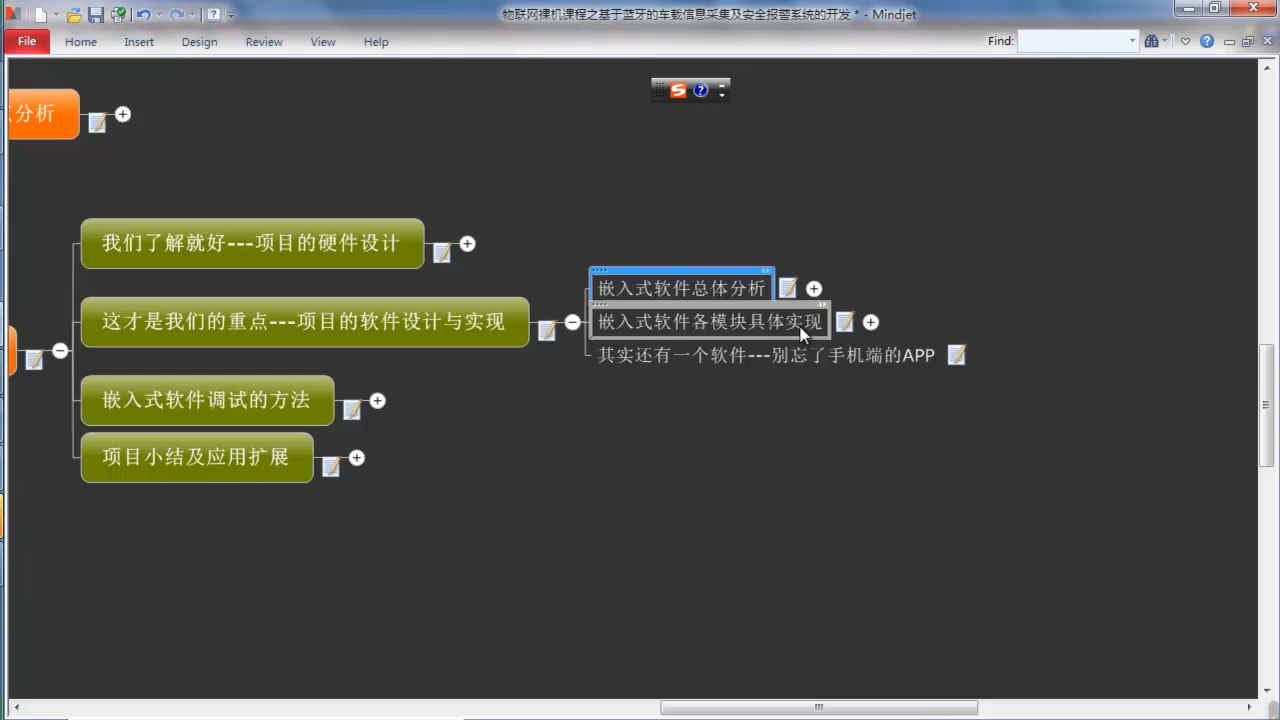 物联网裸机课程之基于蓝牙的车载信息采集及安全报警系统的开发 * - Mindjet
File Home Insert Design Review View Help Find:
分析
我们了解就好---项目的硬件设计
嵌入式软件总体分析
这才是我们的重点---项目的软件设计与实现
嵌入式软件各模块具体实现
其实还有一个软件---别忘了手机端的APP
嵌入式软件调试的方法
项目小结及应用扩展